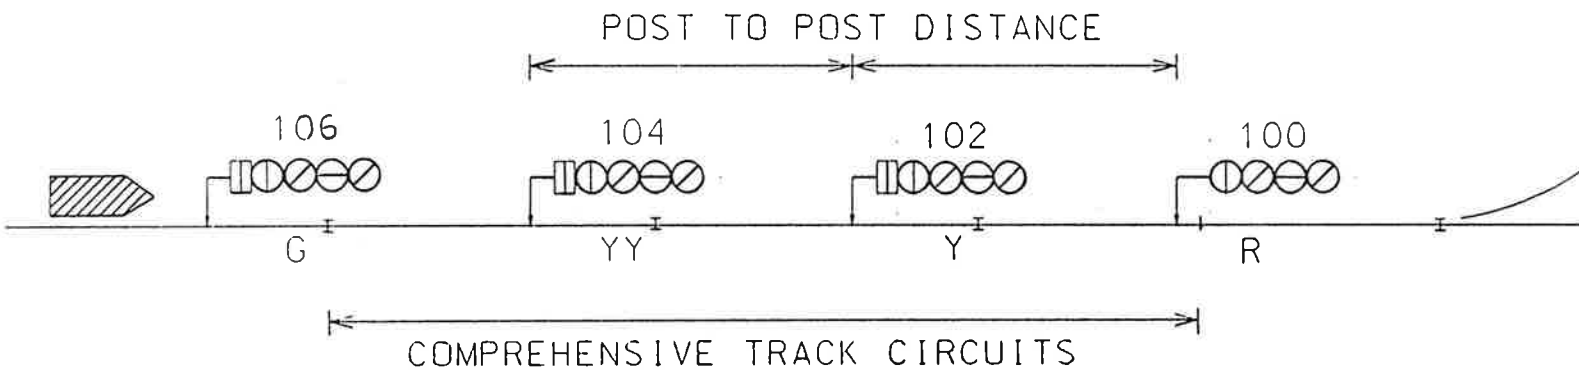 POST TO POST DISTANCE
106 104 102 100
G YY Y R
COMPREHENSIVE TRACK CIRCUITS